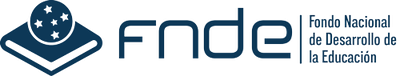 fnde
Fondo Nacional
de Desarrollo de
la Educación